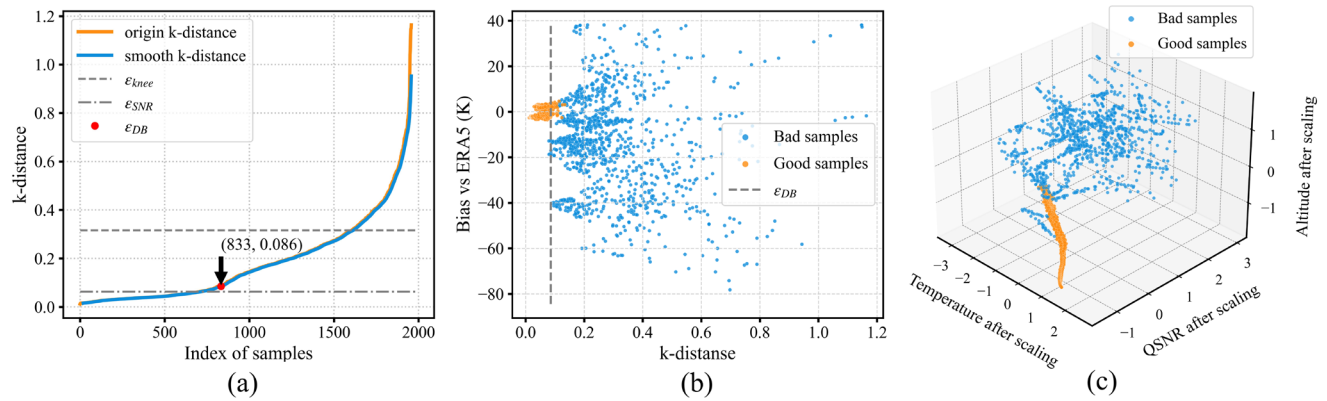 1.2
1.0
0.8
0.6
0.4
0.2
0.0
k-distance
origin k-distance
smooth k-distance
ε_knee
ε_SNR
ε_DB
(833, 0.086)
0
500
1000
1500
2000
Index of samples
(a)
40
20
0
−20
−40
−60
−80
Bias vs ERA5 (K)
Bad samples
Good samples
ε_DB
0.0
0.2
0.4
0.6
0.8
1.0
1.2
k-distanse
(b)
Bad samples
Good samples
1
0
−1
Altitude after scaling
−3
−2
−1
0
1
2
Temperature after scaling
−1
0
1
2
3
QSNR after scaling
(c)